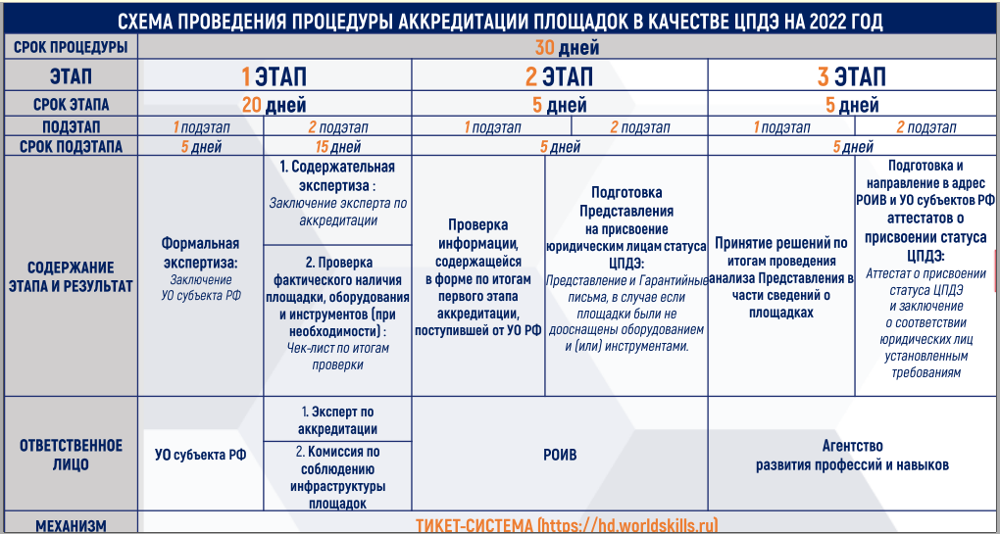 СХЕМА ПРОВЕДЕНИЯ ПРОЦЕДУРЫ АККРЕДИТАЦИИ ПЛОЩАДОК В КАЧЕСТВЕ ЦПДЭ НА 2022 ГОД
СРОК ПРОЦЕДУРЫ
30 дней
ЭТАП
1 ЭТАП
2 ЭТАП
3 ЭТАП
СРОК ЭТАПА
20 дней
5 дней
5 дней
ПОДЭТАП
1 подэтап
2 подэтап
1 подэтап
2 подэтап
1 подэтап
2 подэтап
СРОК ПОДЭТАПА
5 дней
15 дней
5 дней
5 дней
СОДЕРЖАНИЕ
ЭТАПА И РЕЗУЛЬТАТ
Формальная
экспертиза:
Заключение
УО субъекта РФ
1. Содержательная
экспертиза :
Заключение эксперта по
аккредитации
2. Проверка
фактического наличия
площадки, оборудования
и инструментов (при
необходимости) :
Чек-лист по итогам
проверки
Проверка
информации,
содержащейся
в форме по итогам
первого этапа
аккредитации,
поступившей от УО РФ
Подготовка
Представления
на присвоение
юридическим лицам статуса
ЦПДЭ:
Представление и Гарантийные
письма, в случае если
площадки были не
дооснащены оборудованием
и (или) инструментами.
Принятие решений по
итогам проведения
анализа Представления в
части сведений о
площадках
Подготовка и
направление в адрес
РОИВ и УО субъектов РФ
аттестатов о
присвоении статуса
ЦПДЭ:
Аттестат о присвоении
статуса ЦПДЭ
и заключение
о соответствии
юридических лиц
установленным
требованиям
ОТВЕТСТВЕННОЕ
ЛИЦО
УО субъекта РФ
1. Эксперт по
аккредитации
2. Комиссия по
соблюдению
инфраструктуры
площадок
РОИВ
Агентство
развития профессий и навыков
МЕХАНИЗМ
ТИКЕТ-СИСТЕМА (https://hd.worldskills.ru)